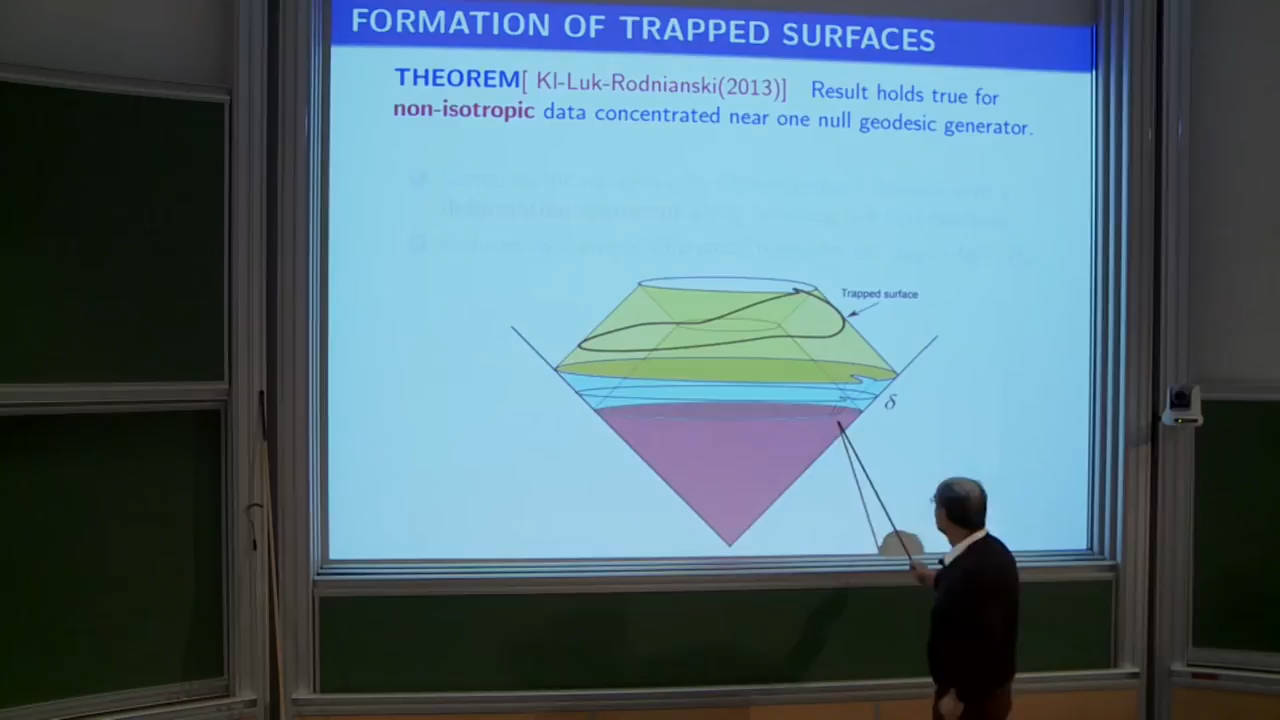 FORMATION OF TRAPPED SURFACES
THEOREM[ Kl-Luk-Rodnianski(2013)] Result holds true for
non-isotropic data concentrated near one null geodesic generator.
Trapped surface
δ